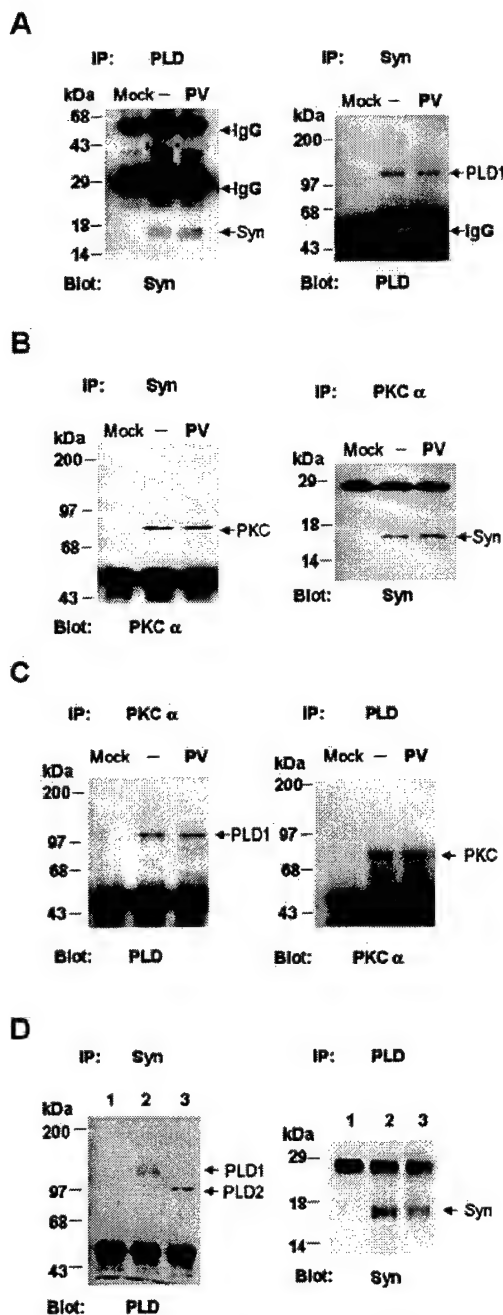 A
IP: PLD
kDa Mock – PV
68
43
29
18
14
IgG
IgG
Syn
Blot: Syn
IP: Syn
Mock – PV
kDa
200
97
68
43
PLD1
IgG
Blot: PLD
B
IP: Syn
Mock – PV
kDa
200
97
68
43
PKC
Blot: PKC α
IP: PKC α
Mock – PV
kDa
29
18
14
Syn
Blot: Syn
C
IP: PKC α
Mock – PV
kDa
200
97
68
43
PLD1
Blot: PLD
IP: PLD
Mock – PV
kDa
200
97
68
43
PKC
Blot: PKC α
D
IP: Syn
1 2 3
kDa
200
97
68
43
PLD1
PLD2
Blot: PLD
IP: PLD
1 2 3
kDa
29
18
14
Syn
Blot: Syn